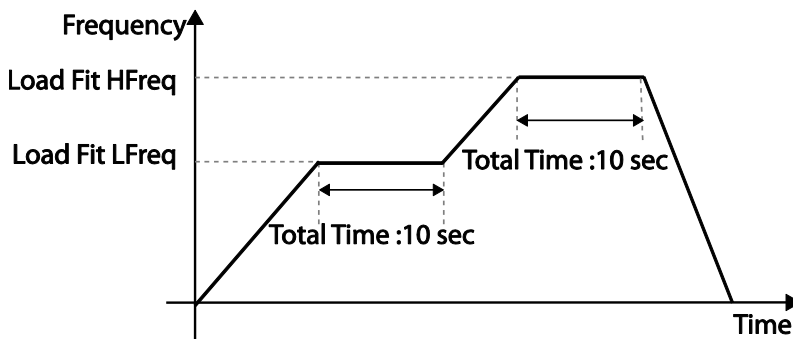 Frequency
Load Fit HFreq
Load Fit LFreq
Total Time :10 sec
Total Time :10 sec
Time